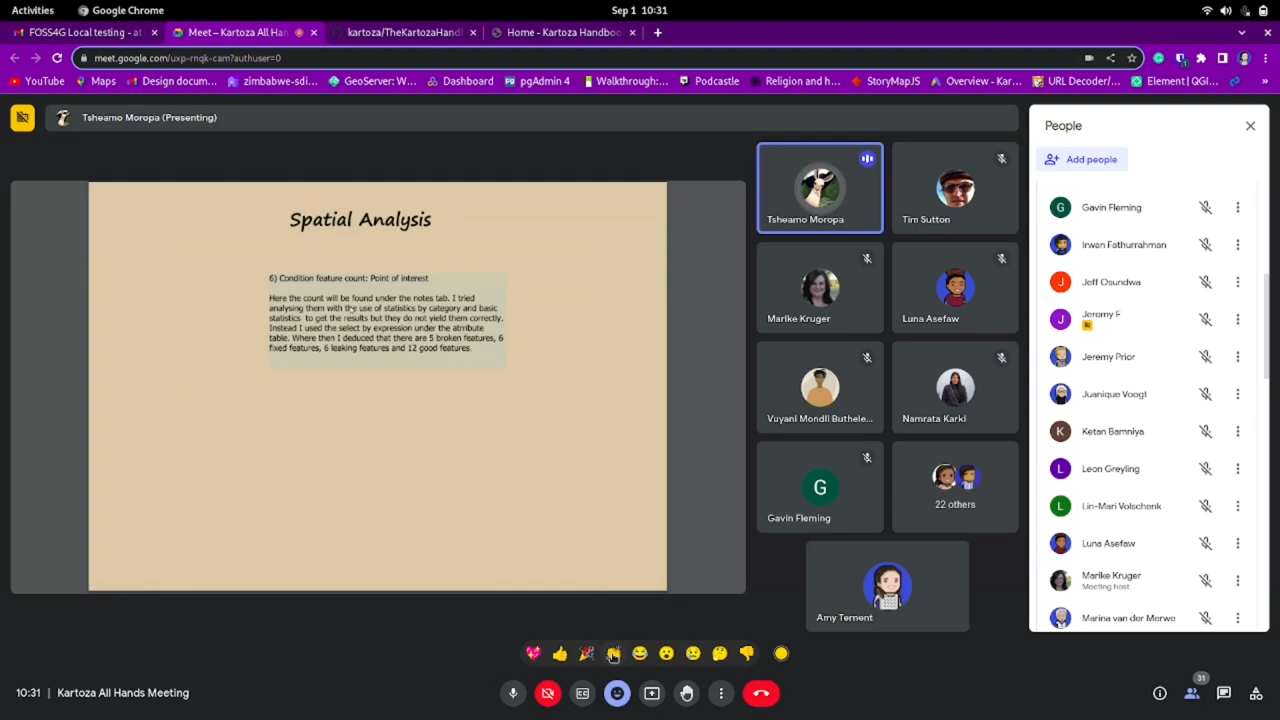 Activities
Google Chrome
Sep 1 10:31
FOSS4G Local testing - at
Meet – Kartoza All Han
kartoza/TheKartozaHandl
Home - Kartoza Handboo
meet.google.com/uxp-rnqk-cam?authuser=0
YouTube
Maps
Design docum...
zimbabwe-sdi...
GeoServer: W...
Dashboard
pgAdmin 4
Walkthrough:...
Podcastle
Religion and h...
StoryMapJS
Overview - Kar...
URL Decoder/...
Element | QGI...
»
Tsheamo Moropa (Presenting)
Spatial Analysis
6) Condition feature count: Point of interest
Here the count will be found under the notes tab. I tried
analysing them with the use of statistics by category and basic
statistics to get the results but they do not yield them correctly.
Instead I used the select by expression under the attribute
table. Where then I deduced that there are 5 broken features, 6
fixed features, 6 leaking features and 12 good features.
Tsheamo Moropa
Tim Sutton
Marike Kruger
Luna Asefaw
Vuyani Mondli Buthele...
Namrata Karki
G
Gavin Fleming
22 others
Amy Tement
People
Add people
G Gavin Fleming
Irwan Fathurrahman
J Jeff Osundwa
J Jeremy F
Jeremy Prior
Juanique Voogt
K Ketan Bamniya
L Leon Greyling
L Lin-Mari Volschenk
Luna Asefaw
Marike Kruger
Meeting host
Marina van der Merwe
10:31 | Kartoza All Hands Meeting
31